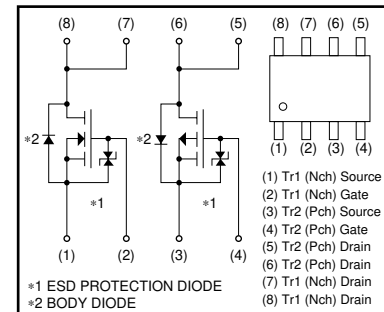 (8) (7) (6) (5)
(8) (7) (6) (5)
∗2 ∗2
∗1 ∗1
(1) (2) (3) (4)
(1) (2) (3) (4)
(1) Tr1 (Nch) Source
(2) Tr1 (Nch) Gate
(3) Tr2 (Pch) Source
(4) Tr2 (Pch) Gate
(5) Tr2 (Pch) Drain
(6) Tr2 (Pch) Drain
(7) Tr1 (Nch) Drain
(8) Tr1 (Nch) Drain
∗1 ESD PROTECTION DIODE
∗2 BODY DIODE